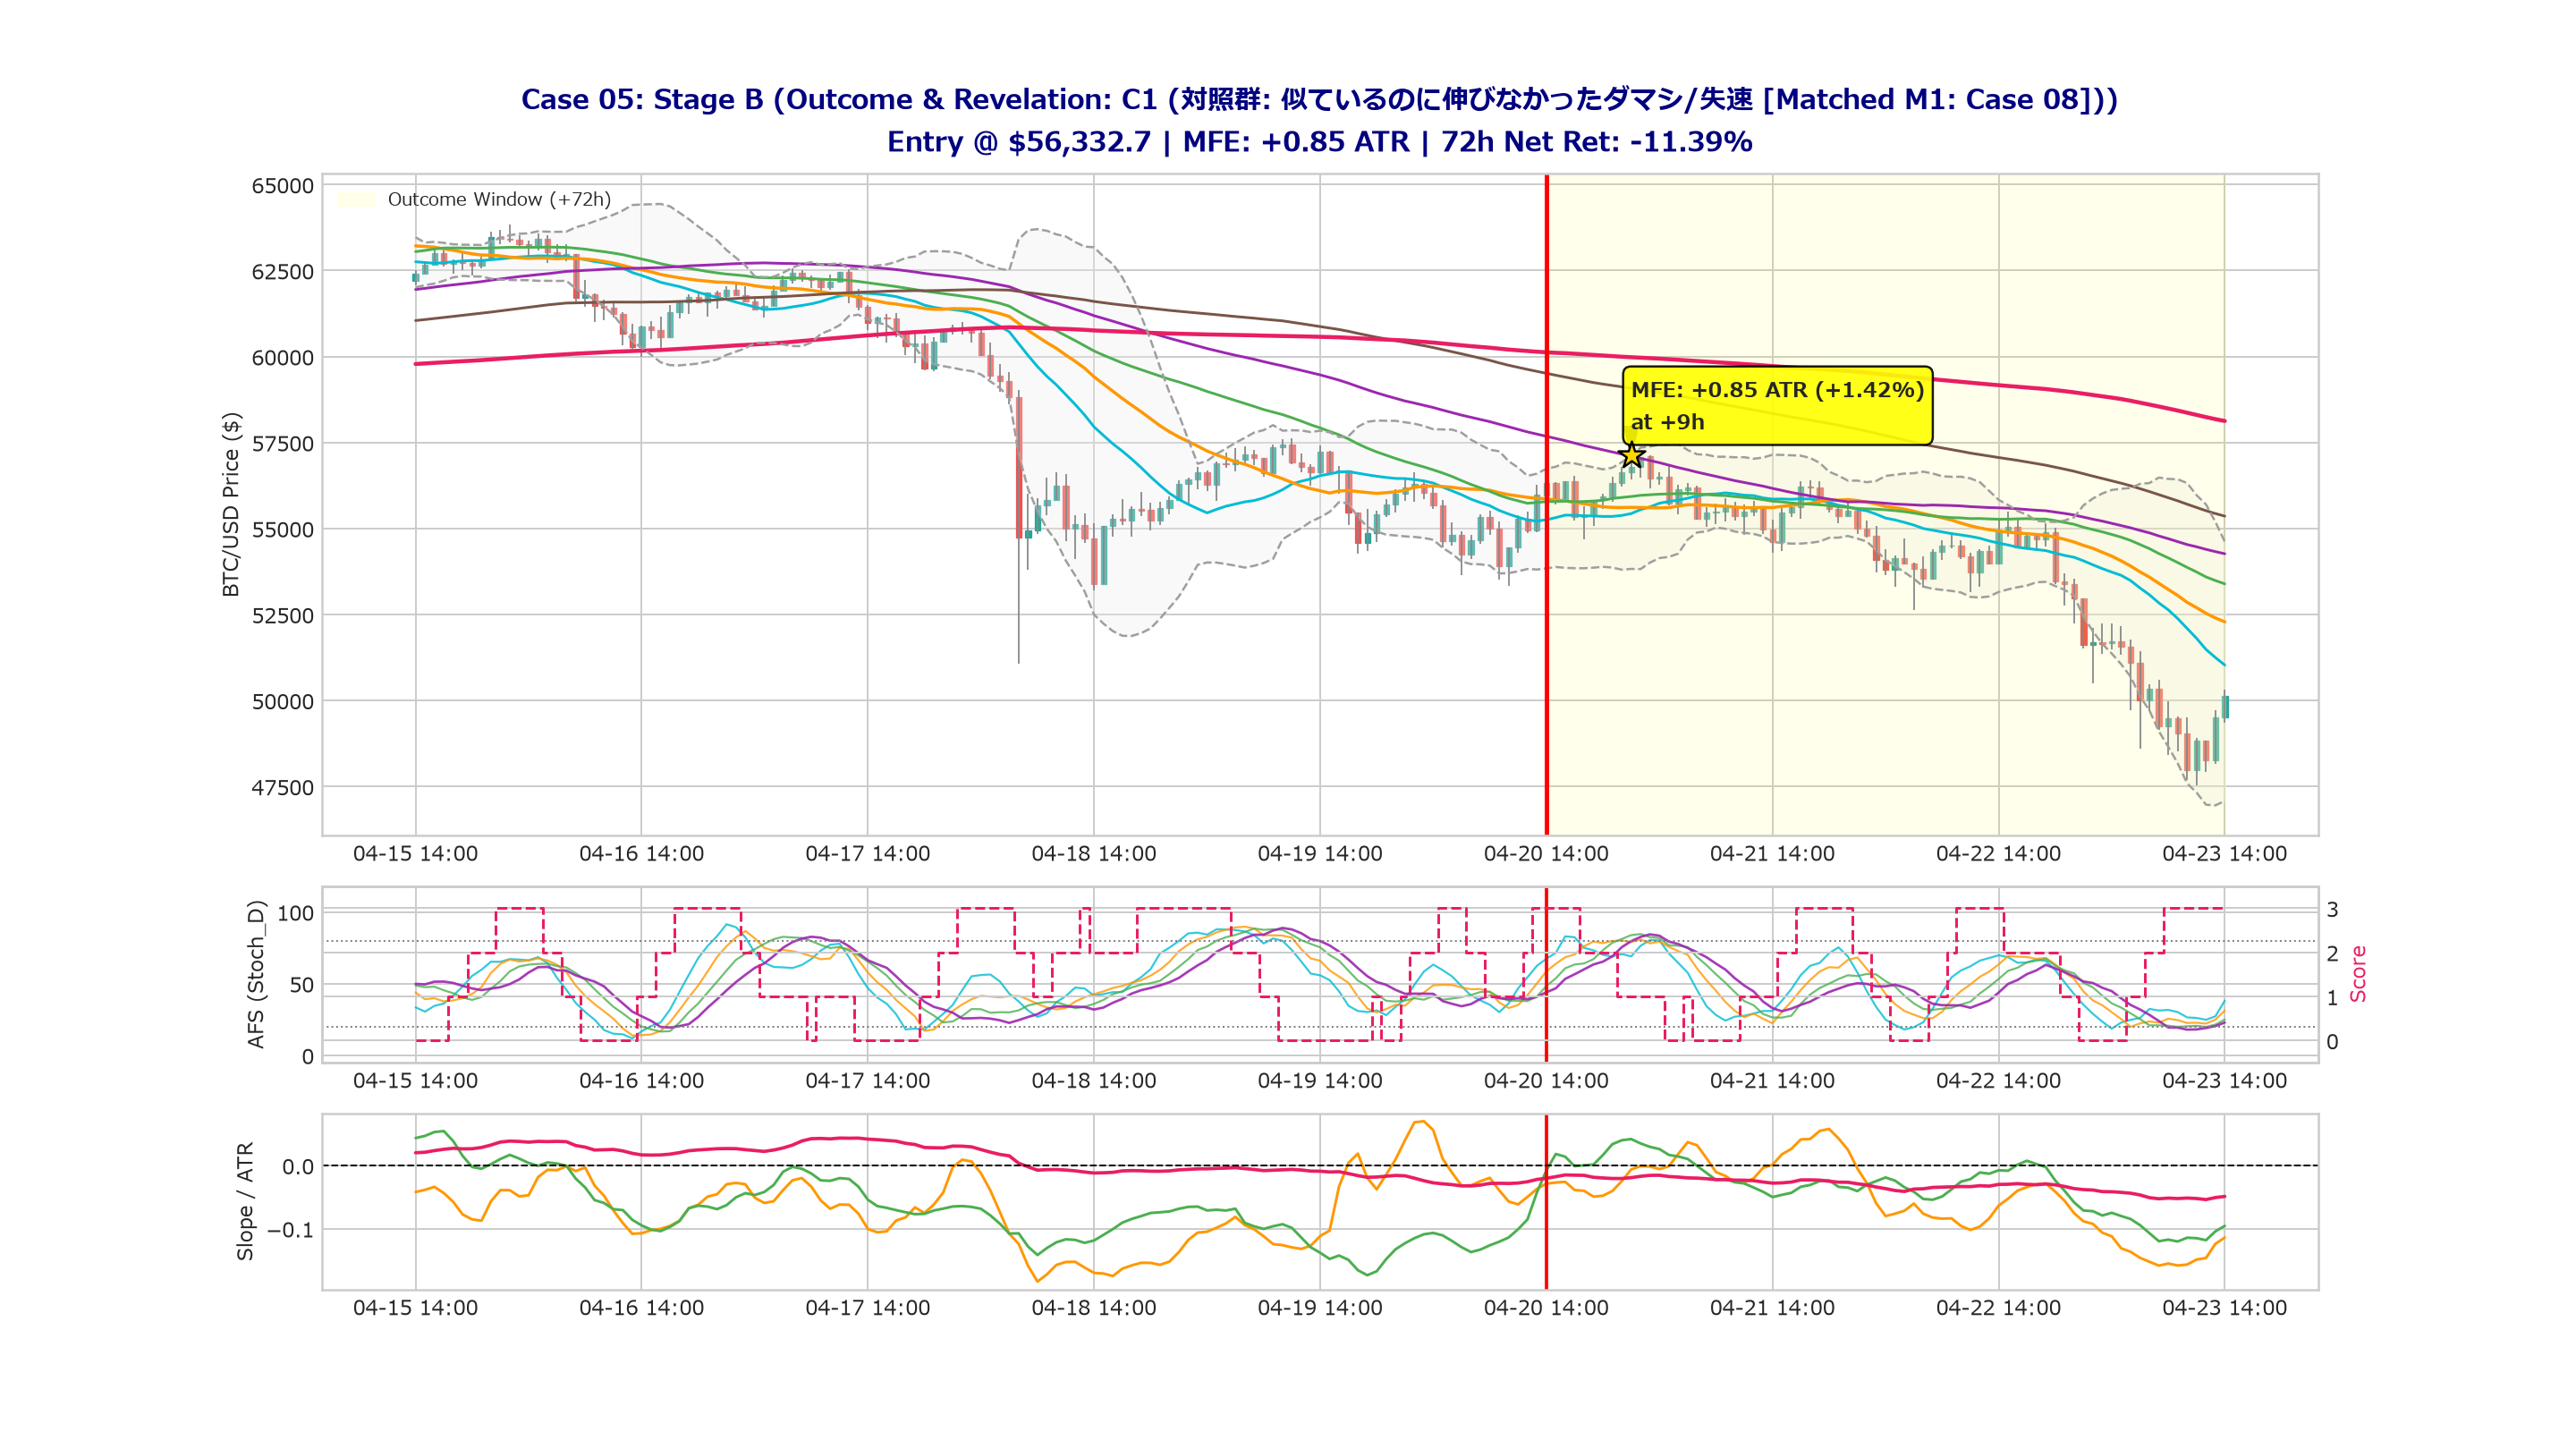 Case 05: Stage B (Outcome & Revelation: C1 (対照群: 似ているのに伸びなかったダマシ/失速 [Matched M1: Case 08]))
Entry @ $56,332.7 | MFE: +0.85 ATR | 72h Net Ret: -11.39%
Outcome Window (+72h)
65000
62500
60000
57500
55000
52500
50000
47500
BTC/USD Price ($)
MFE: +0.85 ATR (+1.42%)
at +9h
04-15 14:00 04-16 14:00 04-17 14:00 04-18 14:00 04-19 14:00 04-20 14:00 04-21 14:00 04-22 14:00 04-23 14:00
100
50
0
AFS (Stoch_D)
3
2
1
0
Score
04-15 14:00 04-16 14:00 04-17 14:00 04-18 14:00 04-19 14:00 04-20 14:00 04-21 14:00 04-22 14:00 04-23 14:00
0.0
−0.1
Slope / ATR
04-15 14:00 04-16 14:00 04-17 14:00 04-18 14:00 04-19 14:00 04-20 14:00 04-21 14:00 04-22 14:00 04-23 14:00